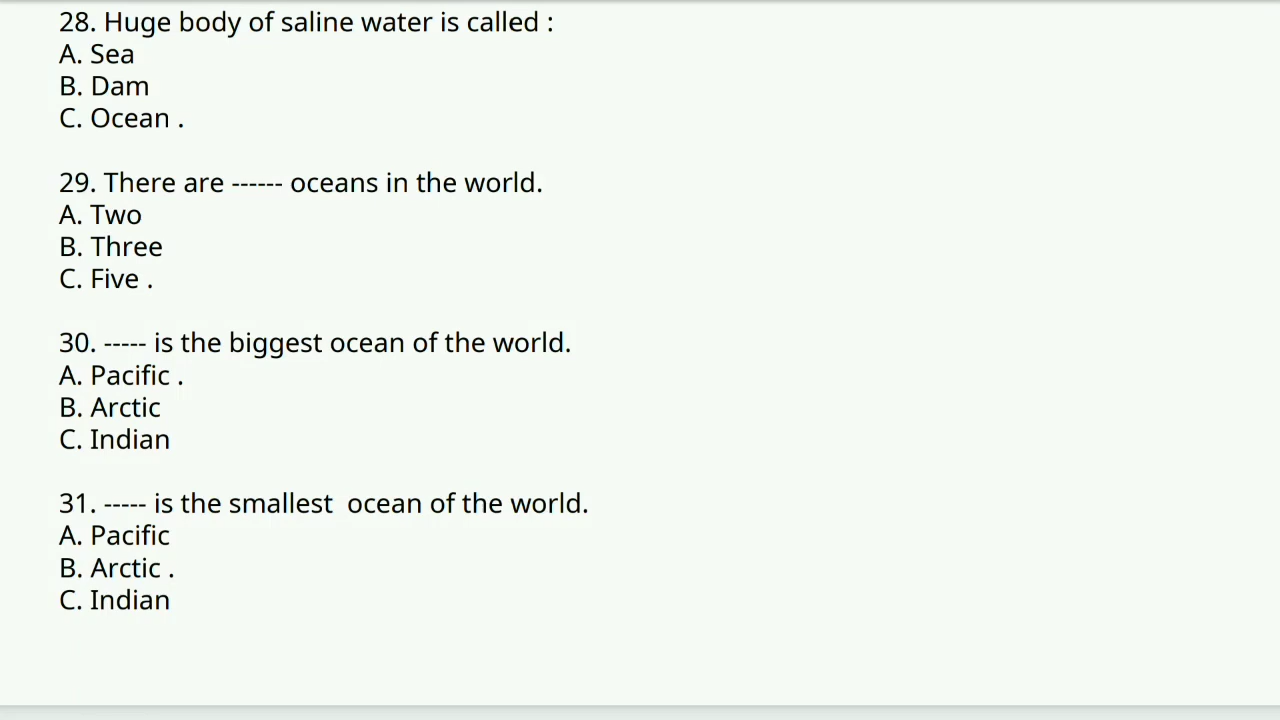 28. Huge body of saline water is called :
A. Sea
B. Dam
C. Ocean .
29. There are ------ oceans in the world.
A. Two
B. Three
C. Five .
30. ----- is the biggest ocean of the world.
A. Pacific .
B. Arctic
C. Indian
31. ----- is the smallest  ocean of the world.
A. Pacific
B. Arctic .
C. Indian